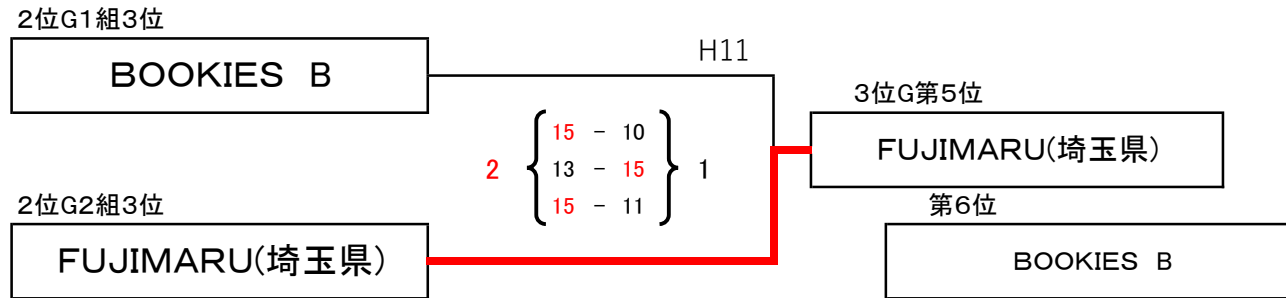 2位G1組3位
BOOKIES B
H11
3位G第5位
FUJIMARU(埼玉県)
15 - 10
2 13 - 15 1
15 - 11
2位G2組3位
FUJIMARU(埼玉県)
第6位
BOOKIES B